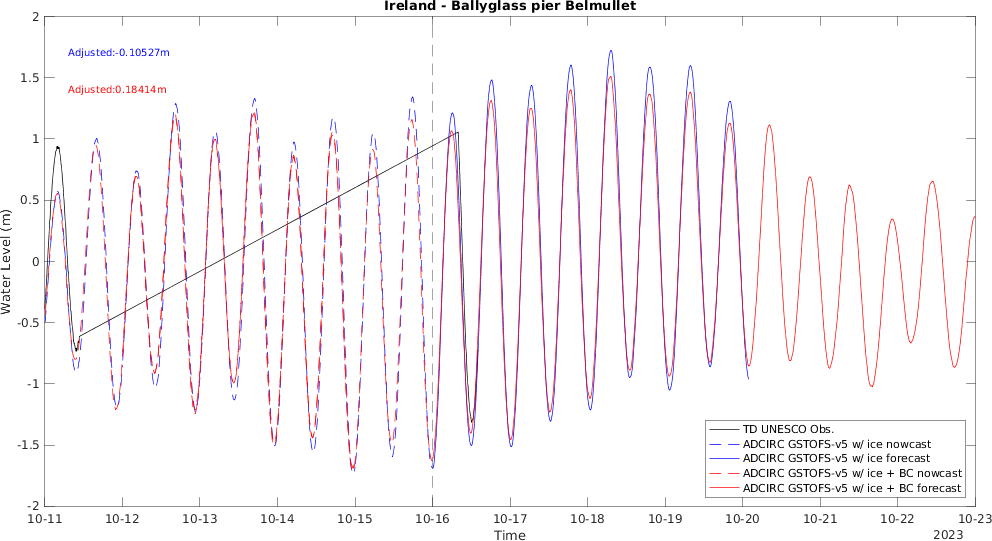 Ireland - Ballyglass pier Belmullet
2
1.5
1
0.5
0
-0.5
-1
-1.5
-2
Water Level (m)
Adjusted:-0.10527m
Adjusted:0.18414m
TD UNESCO Obs.
ADCIRC GSTOFS-v5 w/ ice nowcast
ADCIRC GSTOFS-v5 w/ ice forecast
ADCIRC GSTOFS-v5 w/ ice + BC nowcast
ADCIRC GSTOFS-v5 w/ ice + BC forecast
10-11 10-12 10-13 10-14 10-15 10-16 10-17 10-18 10-19 10-20 10-21 10-22 10-23
Time
2023